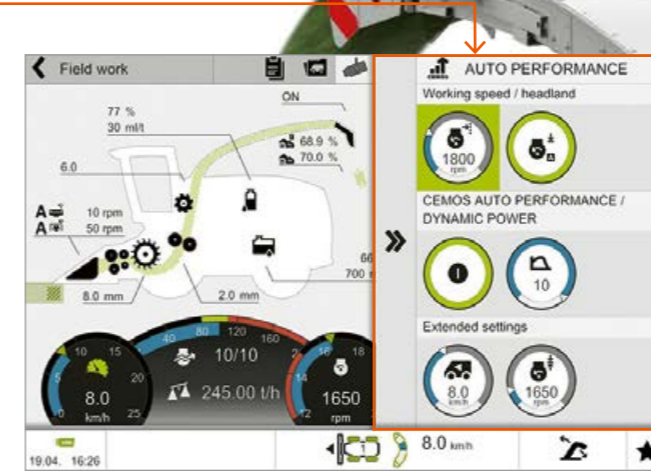 Field work
AUTO PERFORMANCE
CEMOS
Working speed / headland
77 %
30 ml/t
ON
68.9 %
70.0 %
6.0
1800
rpm
A 10 rpm
A 50 rpm
CEMOS AUTO PERFORMANCE /
DYNAMIC POWER
66
700
10
8.0 mm
2.0 mm
Extended settings
40 80 120 160
10/10
245.00 t/h
0 5 10 15 20 25
8.0
km/h
12 14 16 18
1650
rpm
8.0
km/h
1650
rpm
19.04. 16:26
8.0 km/h